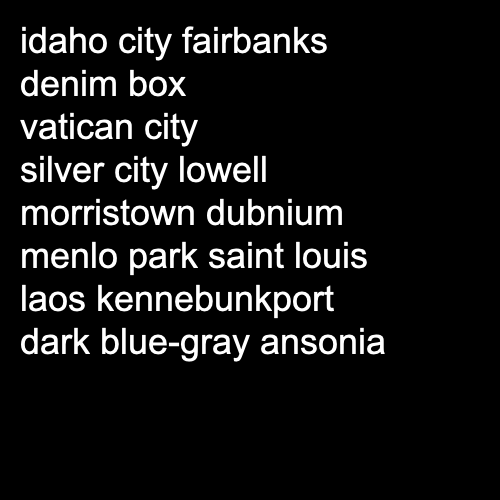 idaho city fairbanks
denim box
vatican city
silver city lowell
morristown dubnium
menlo park saint louis
laos kennebunkport
dark blue-gray ansonia